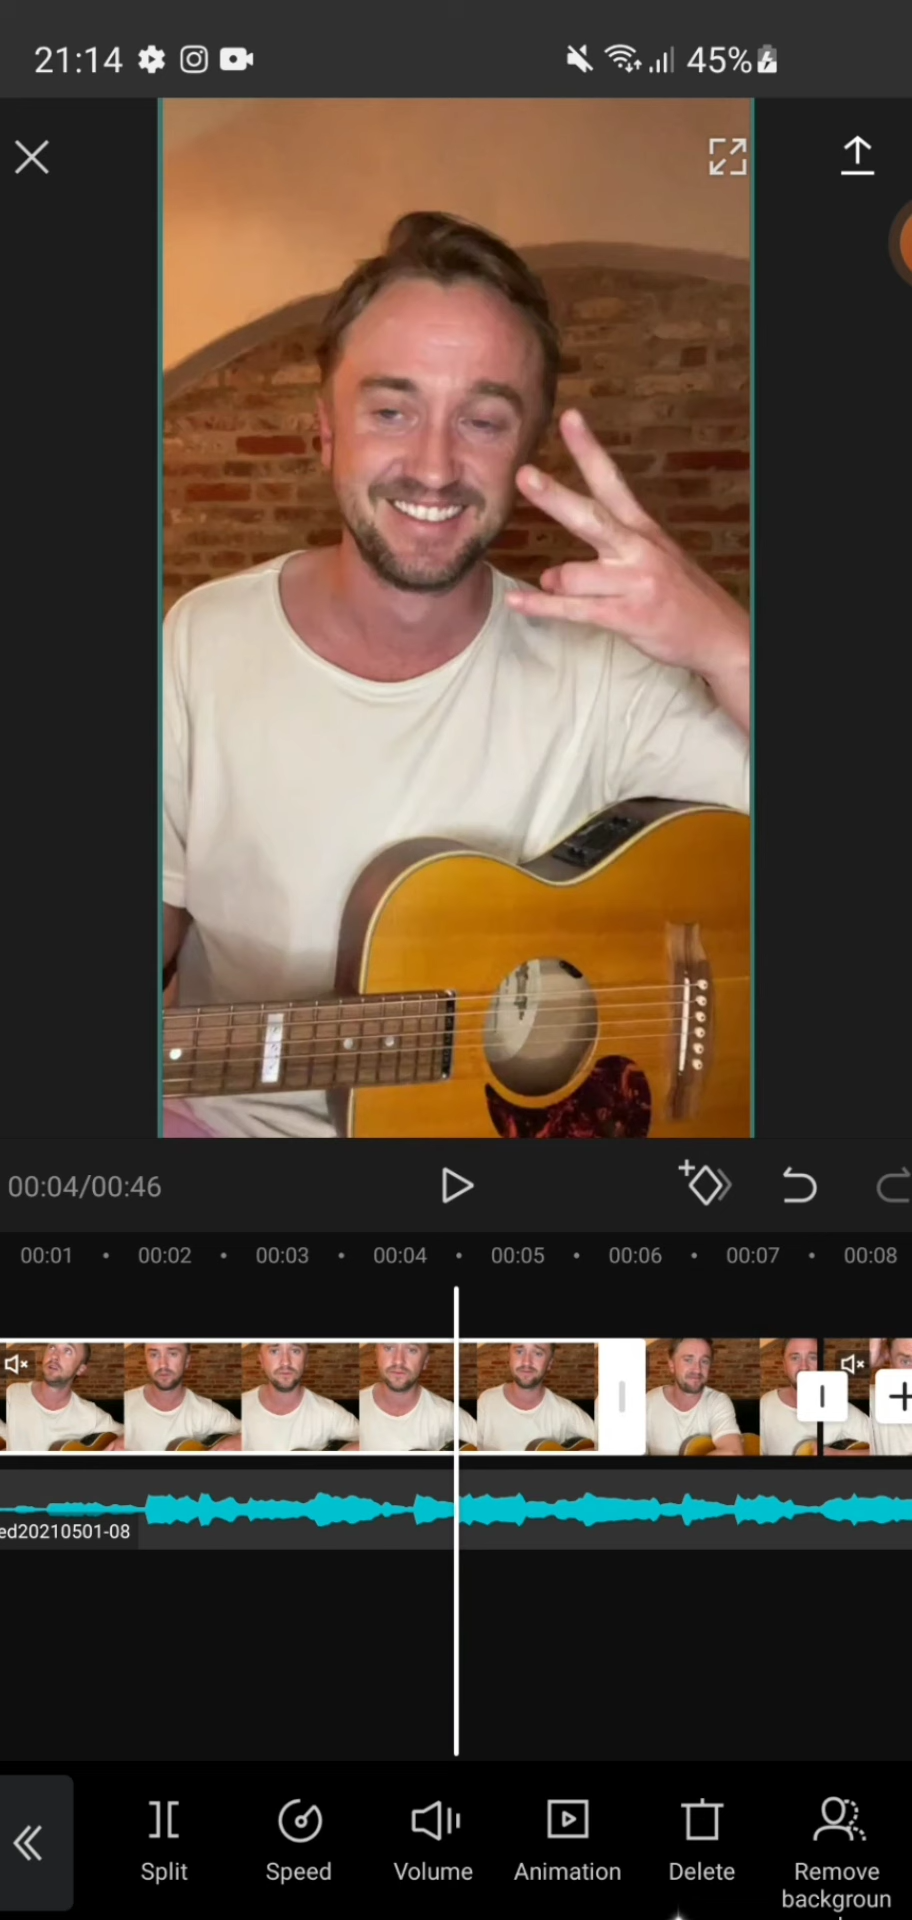 21:14 45%
00:04/00:46
00:01 00:02 00:03 00:04 00:05 00:06 00:07 00:08
ed20210501-08
Split Speed Volume Animation Delete Remove
backgroun